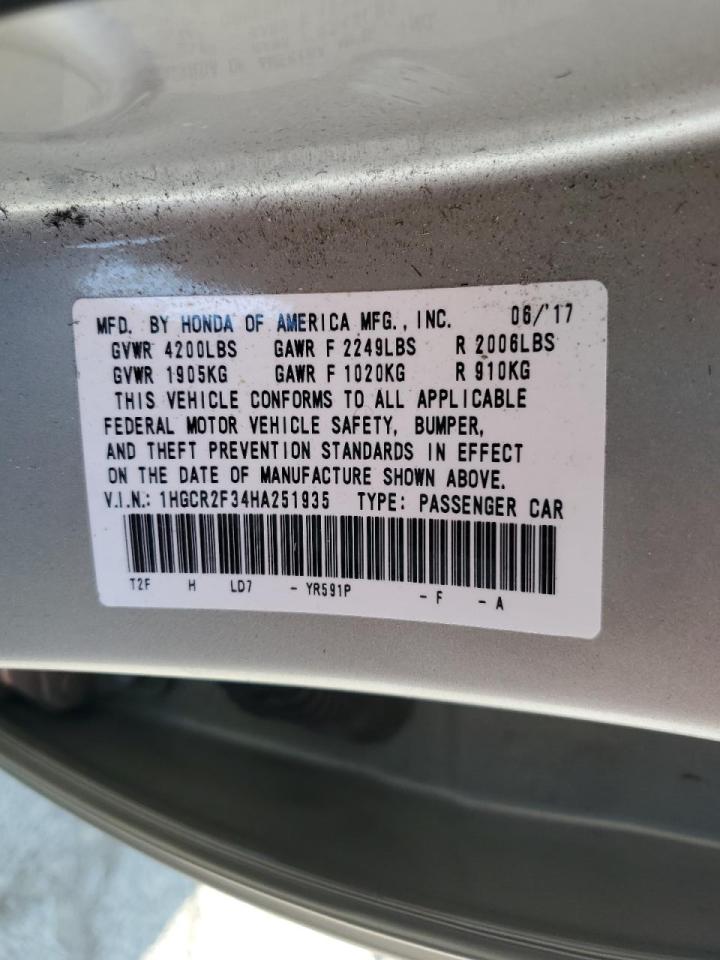 MFD. BY HONDA OF AMERICA MFG., INC. 06/'17
GVWR 4200LBS GAWR F 2249LBS R 2006LBS
GVWR 1905KG GAWR F 1020KG R 910KG
THIS VEHICLE CONFORMS TO ALL APPLICABLE
FEDERAL MOTOR VEHICLE SAFETY, BUMPER,
AND THEFT PREVENTION STANDARDS IN EFFECT
ON THE DATE OF MANUFACTURE SHOWN ABOVE.
V.I.N.: 1HGCR2F34HA251935 TYPE: PASSENGER CAR
T2F H LD7 - YR591P - F - A